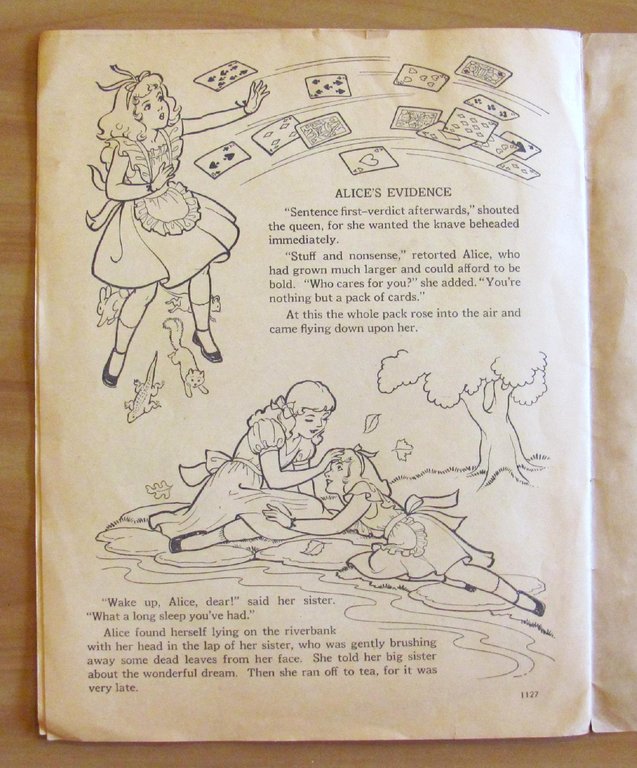 ALICE'S EVIDENCE
"Sentence first–verdict afterwards," shouted
the queen, for she wanted the knave beheaded
immediately.
"Stuff and nonsense," retorted Alice, who
had grown much larger and could afford to be
bold. "Who cares for you?" she added. "You're
nothing but a pack of cards."
At this the whole pack rose into the air and
came flying down upon her.
"Wake up, Alice, dear!" said her sister.
"What a long sleep you've had."
Alice found herself lying on the riverbank
with her head in the lap of her sister, who was gently brushing
away some dead leaves from her face. She told her big sister
about the wonderful dream. Then she ran off to tea, for it was
very late.
1127